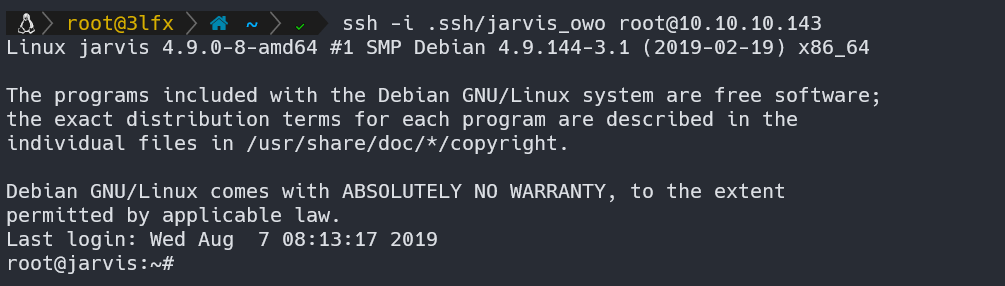 root@3lfx ~ ✓ ssh -i .ssh/jarvis_owo root@10.10.10.143
Linux jarvis 4.9.0-8-amd64 #1 SMP Debian 4.9.144-3.1 (2019-02-19) x86_64

The programs included with the Debian GNU/Linux system are free software;
the exact distribution terms for each program are described in the
individual files in /usr/share/doc/*/copyright.

Debian GNU/Linux comes with ABSOLUTELY NO WARRANTY, to the extent
permitted by applicable law.
Last login: Wed Aug  7 08:13:17 2019
root@jarvis:~#